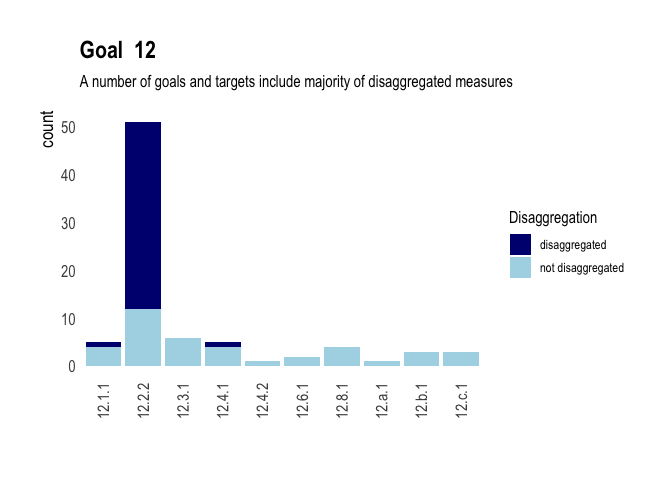 Goal  12
A number of goals and targets include majority of disaggregated measures
count
50
40
30
20
10
0
12.1.1
12.2.2
12.3.1
12.4.1
12.4.2
12.6.1
12.8.1
12.a.1
12.b.1
12.c.1
Disaggregation
disaggregated
not disaggregated